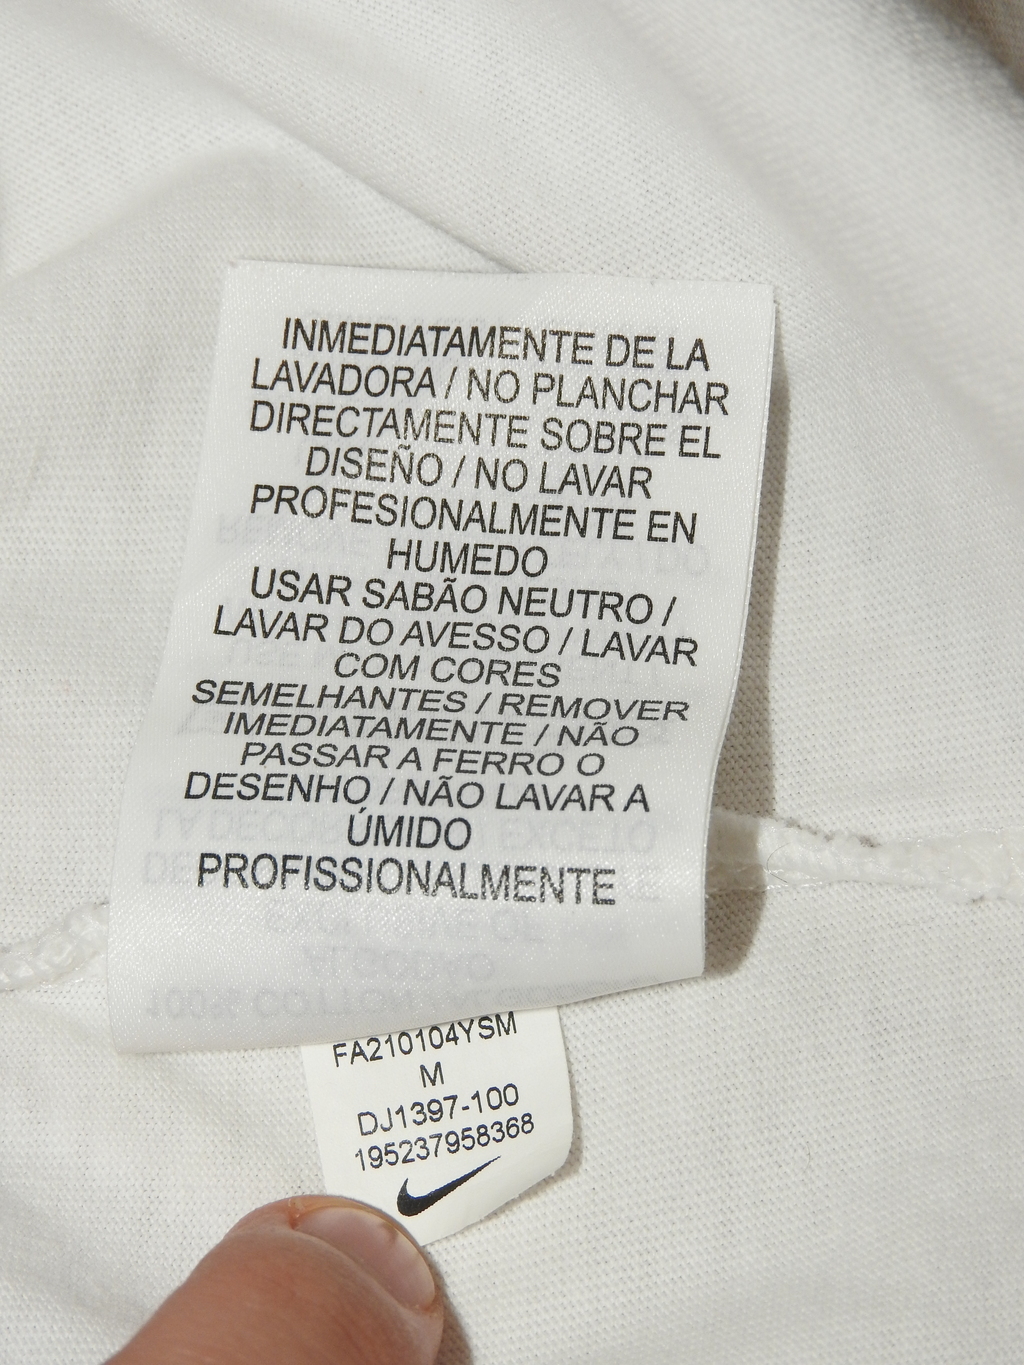 INMEDIATAMENTE DE LA
LAVADORA / NO PLANCHAR
DIRECTAMENTE SOBRE EL
DISEÑO / NO LAVAR
PROFESIONALMENTE EN
HUMEDO
USAR SABÃO NEUTRO /
LAVAR DO AVESSO / LAVAR
COM CORES
SEMELHANTES / REMOVER
IMEDIATAMENTE / NÃO
PASSAR A FERRO O
DESENHO / NÃO LAVAR A
ÚMIDO
PROFISSIONALMENTE
FA210104YSM
M
DJ1397-100
195237958368